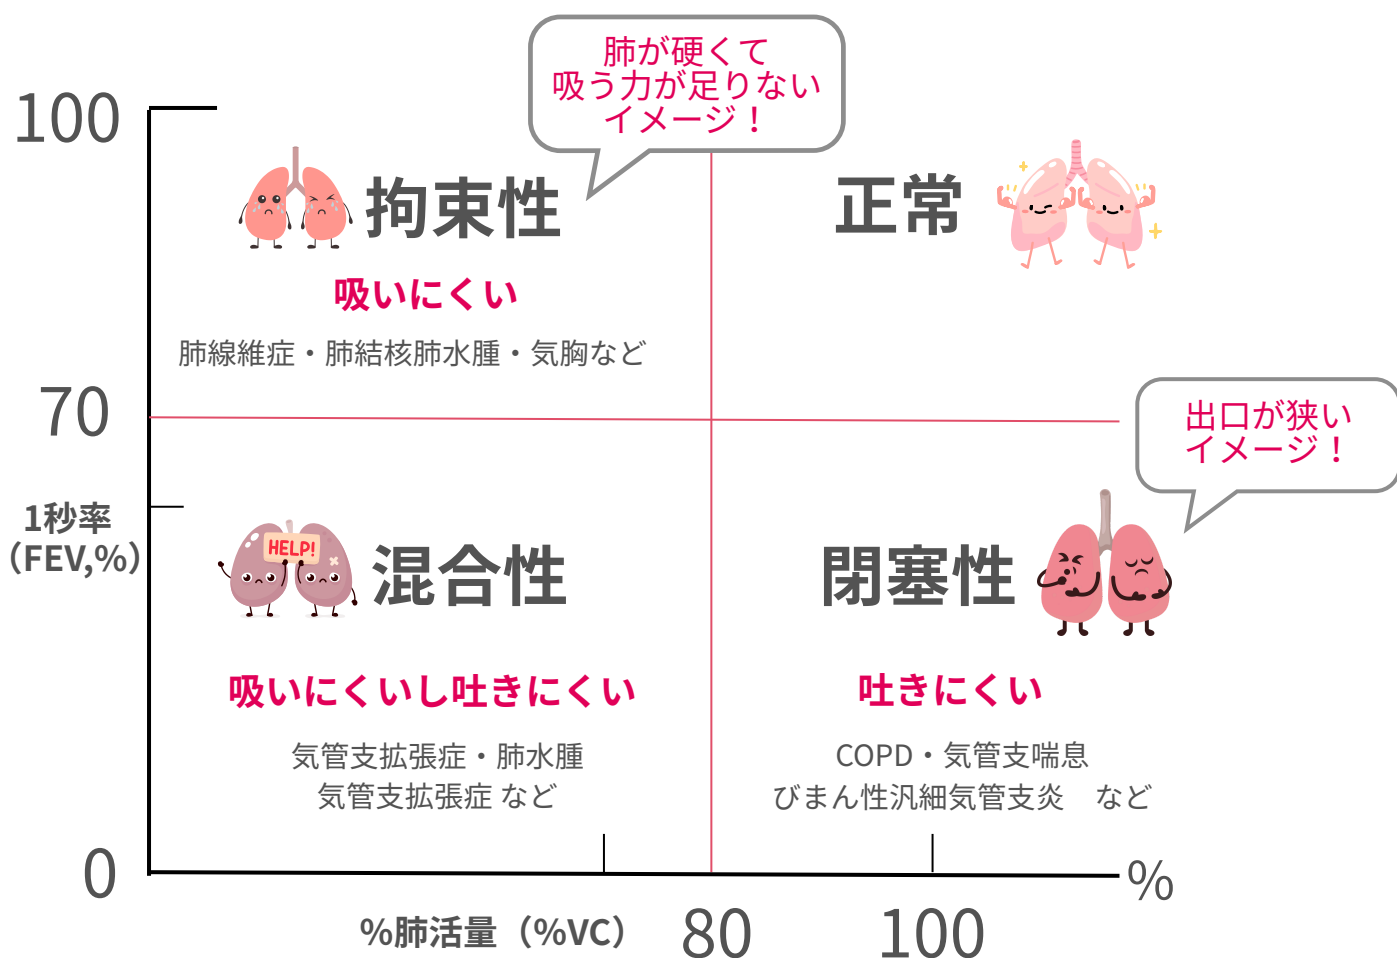 肺が硬くて
吸う力が足りない
イメージ！
100
拘束性
正常
吸いにくい
肺線維症・肺結核肺水腫・気胸など
70
出口が狭い
イメージ！
1秒率
（FEV,%）
HELP!
混合性
閉塞性
吸いにくいし吐きにくい
吐きにくい
気管支拡張症・肺水腫
気管支拡張症 など
COPD・気管支喘息
びまん性汎細気管支炎　など
0
%
%肺活量（%VC）
80
100